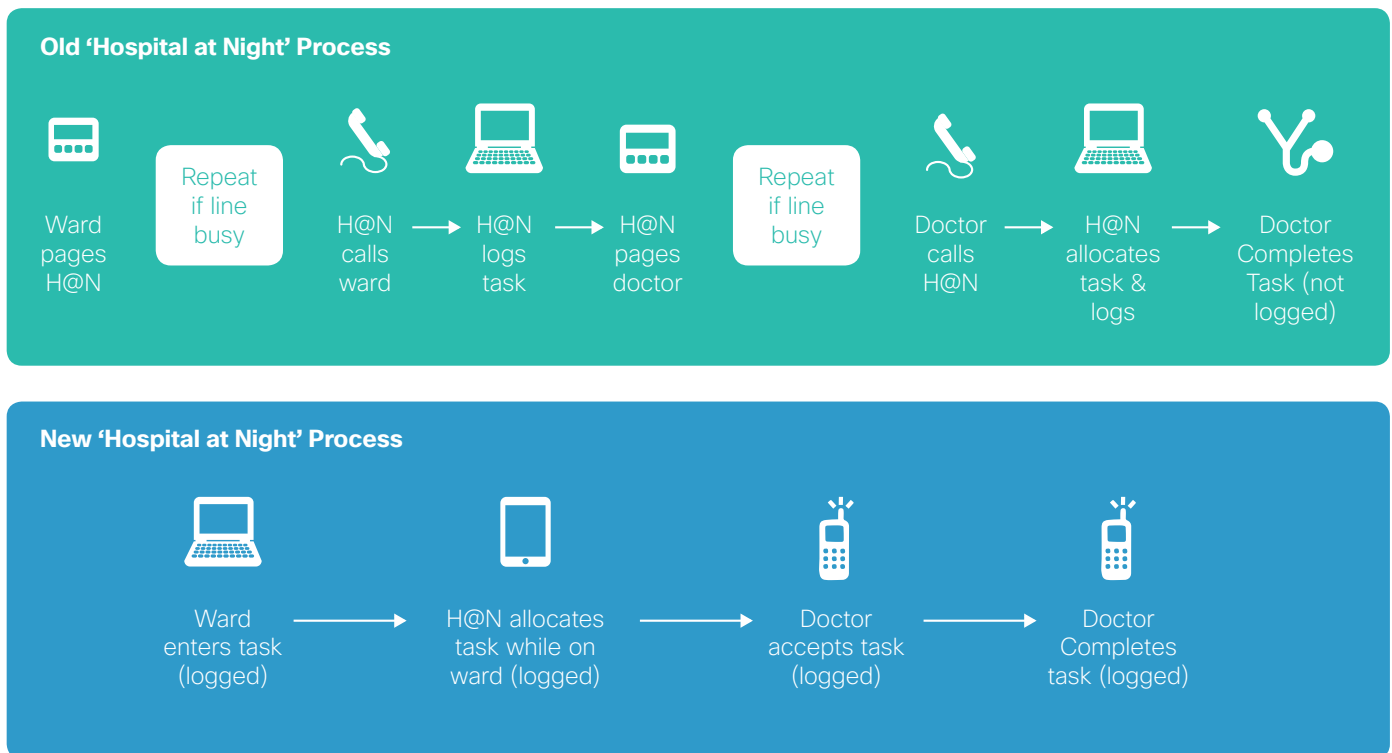 Old ‘Hospital at Night’ Process
Ward
pages
H@N
Repeat
if line
busy
H@N
calls
ward
H@N
logs
task
H@N
pages
doctor
Repeat
if line
busy
Doctor
calls
H@N
H@N
allocates
task &
logs
Doctor
Completes
Task (not
logged)
New ‘Hospital at Night’ Process
Ward
enters task
(logged)
H@N allocates
task while on
ward (logged)
Doctor
accepts task
(logged)
Doctor
Completes
task (logged)